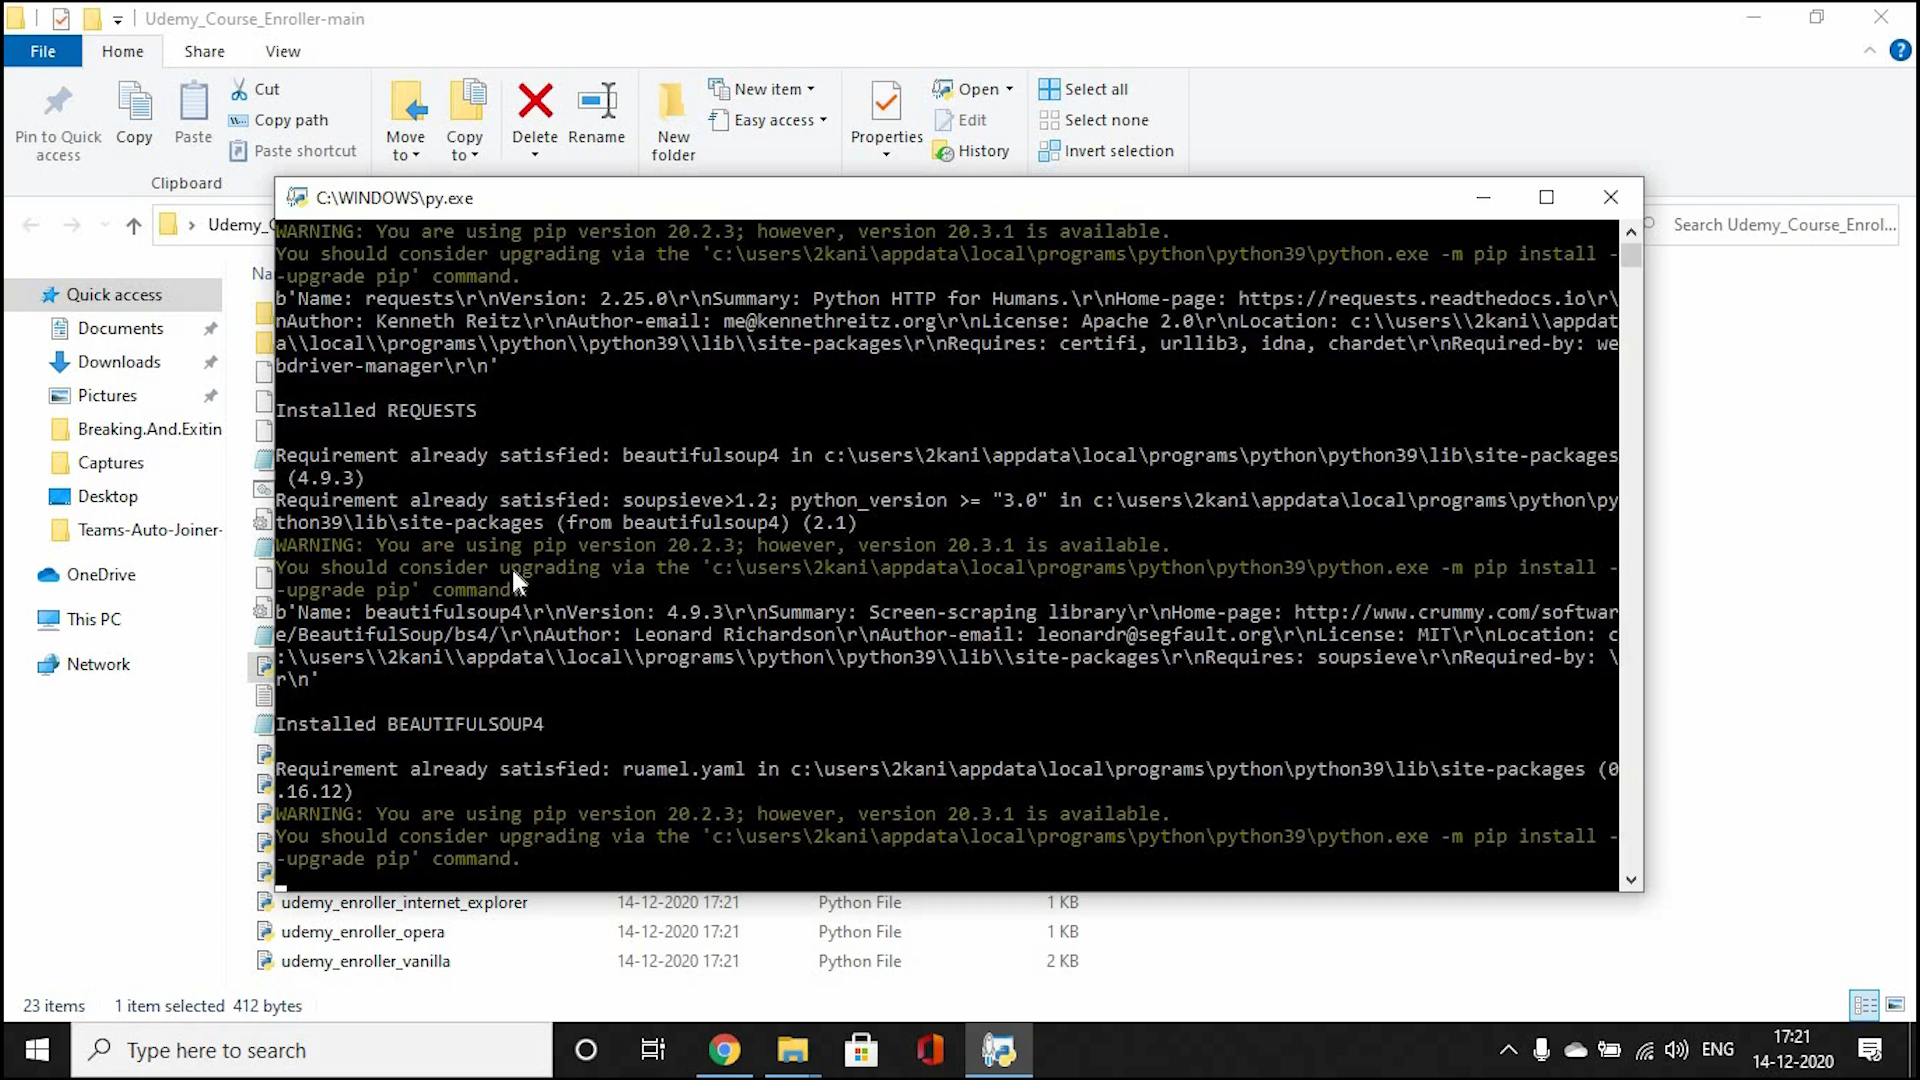 Udemy_Course_Enroller-main
File Home Share View
Pin to Quick access
Copy
Paste
Cut
Copy path
Paste shortcut
Clipboard
Move to
Copy to
Delete
Rename
New folder
New item
Easy access
Properties
Open
Edit
History
Select all
Select none
Invert selection
C:\WINDOWS\py.exe
Udemy_C
Search Udemy_Course_Enrol...
Na
Quick access
Documents
Downloads
Pictures
Breaking.And.Exitin
Captures
Desktop
Teams-Auto-Joiner-
OneDrive
This PC
Network
WARNING: You are using pip version 20.2.3; however, version 20.3.1 is available.
You should consider upgrading via the 'c:\users\2kani\appdata\local\programs\python\python39\python.exe -m pip install -
-upgrade pip' command.
b'Name: requests\r\nVersion: 2.25.0\r\nSummary: Python HTTP for Humans.\r\nHome-page: https://requests.readthedocs.io\r\
nAuthor: Kenneth Reitz\r\nAuthor-email: me@kennethreitz.org\r\nLicense: Apache 2.0\r\nLocation: c:\\users\\2kani\\appdat
a\\local\\programs\\python\\python39\\lib\\site-packages\r\nRequires: certifi, urllib3, idna, chardet\r\nRequired-by: we
bdriver-manager\r\n'
Installed REQUESTS
Requirement already satisfied: beautifulsoup4 in c:\users\2kani\appdata\local\programs\python\python39\lib\site-packages
(4.9.3)
Requirement already satisfied: soupsieve>1.2; python_version >= "3.0" in c:\users\2kani\appdata\local\programs\python\py
thon39\lib\site-packages (from beautifulsoup4) (2.1)
WARNING: You are using pip version 20.2.3; however, version 20.3.1 is available.
You should consider upgrading via the 'c:\users\2kani\appdata\local\programs\python\python39\python.exe -m pip install -
-upgrade pip' command.
b'Name: beautifulsoup4\r\nVersion: 4.9.3\r\nSummary: Screen-scraping library\r\nHome-page: http://www.crummy.com/softwar
e/BeautifulSoup/bs4/\r\nAuthor: Leonard Richardson\r\nAuthor-email: leonardr@segfault.org\r\nLicense: MIT\r\nLocation: c
:\\users\\2kani\\appdata\\local\\programs\\python\\python39\\lib\\site-packages\r\nRequires: soupsieve\r\nRequired-by: \
r\n'
Installed BEAUTIFULSOUP4
Requirement already satisfied: ruamel.yaml in c:\users\2kani\appdata\local\programs\python\python39\lib\site-packages (0
.16.12)
WARNING: You are using pip version 20.2.3; however, version 20.3.1 is available.
You should consider upgrading via the 'c:\users\2kani\appdata\local\programs\python\python39\python.exe -m pip install -
-upgrade pip' command.
udemy_enroller_internet_explorer 14-12-2020 17:21 Python File 1 KB
udemy_enroller_opera 14-12-2020 17:21 Python File 1 KB
udemy_enroller_vanilla 14-12-2020 17:21 Python File 2 KB
23 items 1 item selected 412 bytes
Type here to search
ENG
17:21
14-12-2020